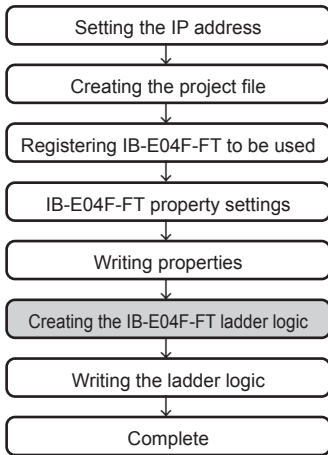 Setting the IP address
Creating the project file
Registering IB-E04F-FT to be used
IB-E04F-FT property settings
Writing properties
Creating the IB-E04F-FT ladder logic
Writing the ladder logic
Complete